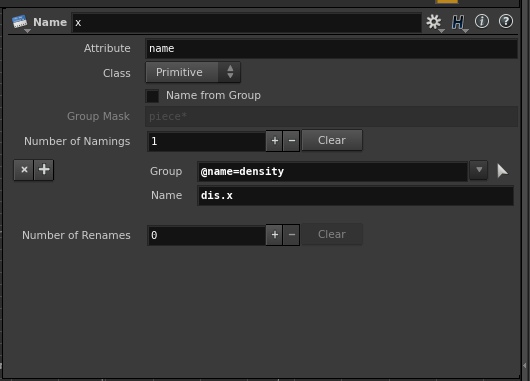 Name x
Attribute name
Class Primitive
Name from Group
Group Mask piece*
Number of Namings 1 + − Clear
× + Group @name=density
Name dis.x
Number of Renames 0 + − Clear